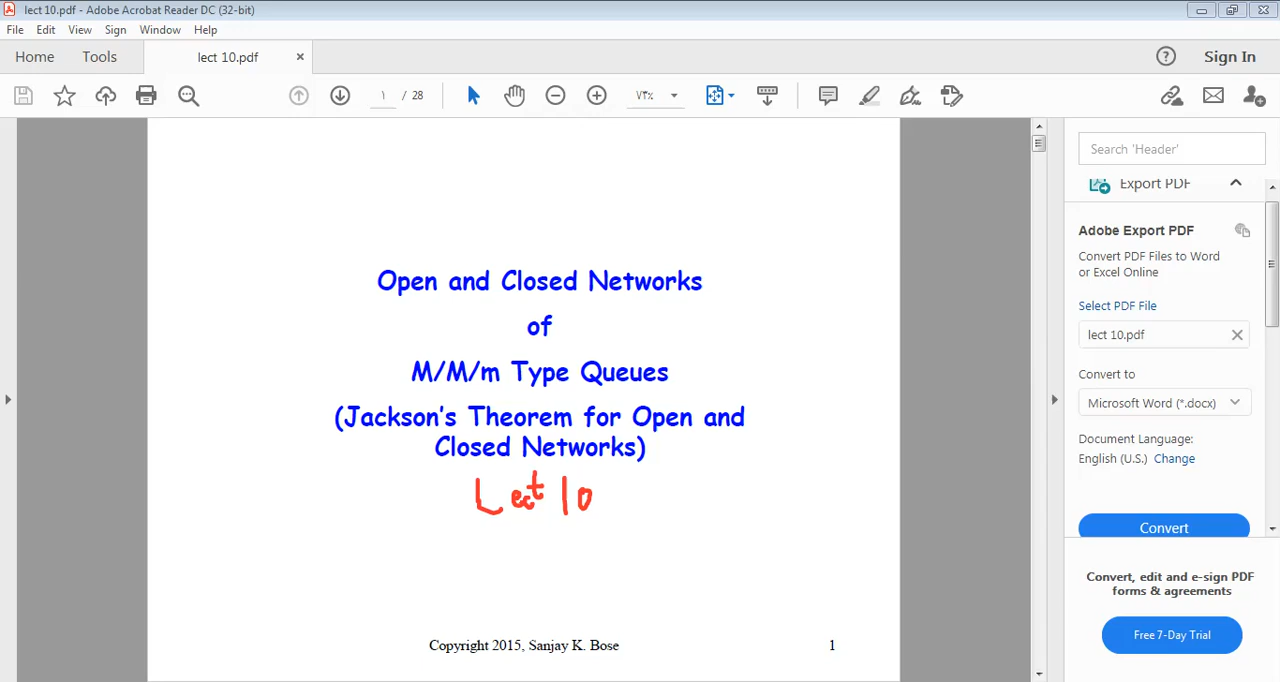 lect 10.pdf - Adobe Acrobat Reader DC (32-bit)
File Edit View Sign Window Help
Home Tools lect 10.pdf × Sign In
١ / 28 ٧٣%
Search 'Header'
Export PDF
Adobe Export PDF
Convert PDF Files to Word
or Excel Online
Select PDF File
lect 10.pdf
Convert to
Microsoft Word (*.docx)
Document Language:
English (U.S.) Change
Convert
Convert, edit and e-sign PDF
forms & agreements
Free 7-Day Trial
Open and Closed Networks
of
M/M/m Type Queues
(Jackson's Theorem for Open and
Closed Networks)
Lect 10
Copyright 2015, Sanjay K. Bose 1